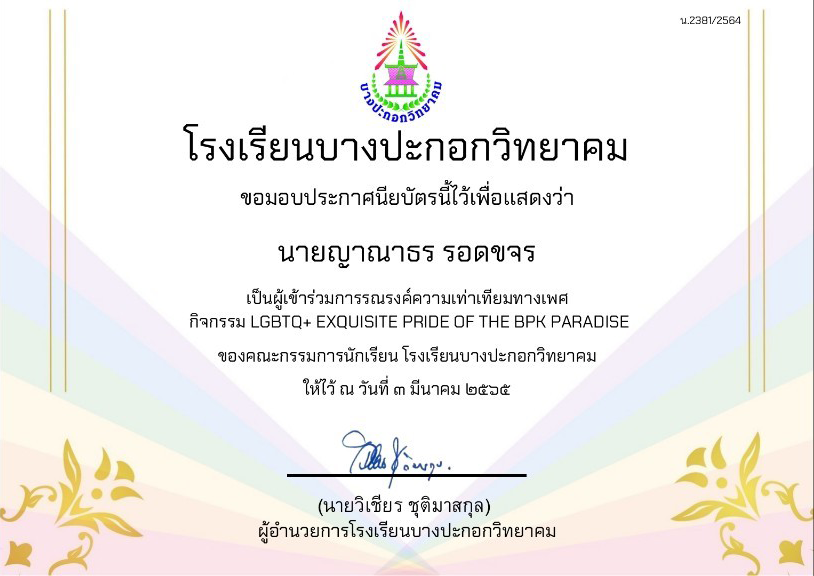 น.2381/2564
บางปะกอกวิทยาคม
โรงเรียนบางปะกอกวิทยาคม
ขอมอบประกาศนียบัตรนี้ไว้เพื่อแสดงว่า
นายญาณาธร รอดขจร
เป็นผู้เข้าร่วมการรณรงค์ความเท่าเทียมทางเพศ
กิจกรรม LGBTQ+ EXQUISITE PRIDE OF THE BPK PARADISE
ของคณะกรรมการนักเรียน โรงเรียนบางปะกอกวิทยาคม
ให้ไว้ ณ วันที่ ๓ มีนาคม ๒๕๖๕
(นายวิเชียร ชุติมาสกุล)
ผู้อำนวยการโรงเรียนบางปะกอกวิทยาคม